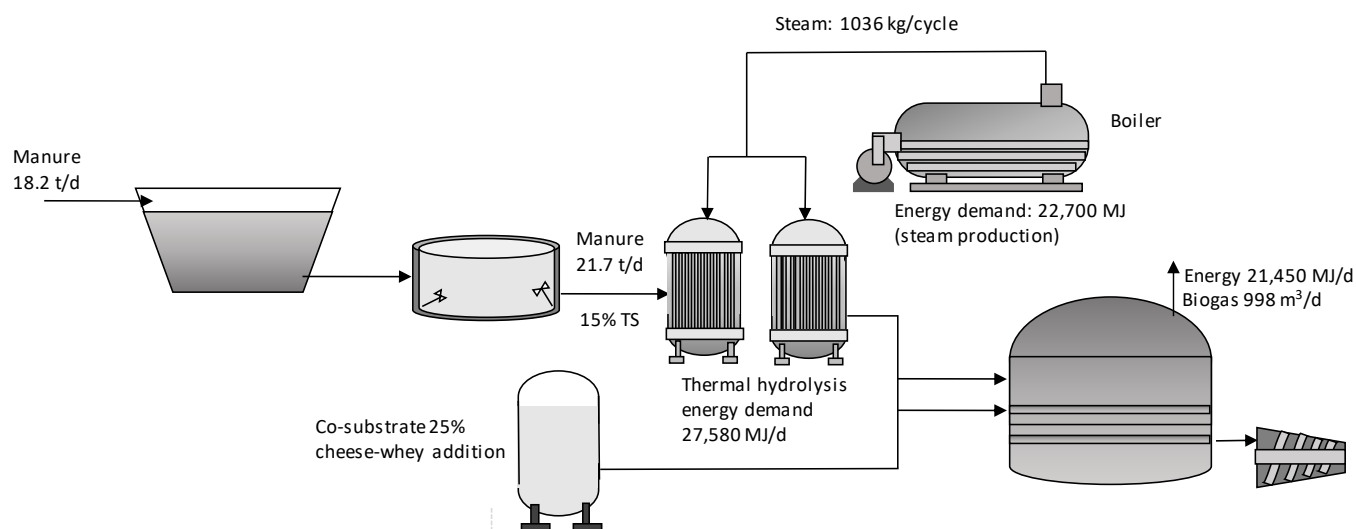 Steam: 1036 kg/cycle
Boiler
Manure
18.2 t/d
Energy demand: 22,700 MJ
(steam production)
Manure
21.7 t/d
15% TS
Energy 21,450 MJ/d
Biogas 998 m³/d
Thermal hydrolysis
energy demand
27,580 MJ/d
Co-substrate 25%
cheese-whey addition